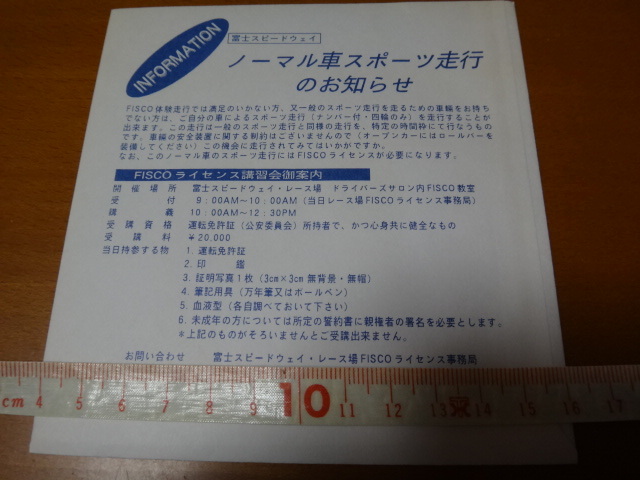 INFORMATION
富士スピードウェイ
ノーマル車スポーツ走行
のお知らせ
FISCO体験走行では満足のいかない方、又一般のスポーツ走行を走るための車輛をお持ち
でない方は、ご自分の車によるスポーツ走行(ナンバー付・四輪のみ)を走行することが
出来ます。この走行は一般のスポーツ走行と同様の走行を、特定の時間枠にて行なうもの
です。車輛の安全装置に関する制約はございませんので(オープンカーにはロールバーを
装備してください)この機会に走行されてみてはいかがですか。
なお、このノーマル車のスポーツ走行にはFISCOライセンスが必要になります。
FISCOライセンス講習会御案内
開催場所 富士スピードウェイ・レース場 ドライバーズサロン内FISCO教室
受付 9:00AM~10:00AM(当日レース場FISCOライセンス事務局)
講義 10:00AM~12:30PM
受講資格 運転免許証(公安委員会)所持者で、かつ心身共に健全なもの
受講料 ¥20,000
当日持参する物 1. 運転免許証
2. 印鑑
3. 証明写真1枚(3cm×3cm 無背景・無帽)
4. 筆記用具(万年筆又はボールペン)
5. 血液型(各自調べておいて下さい)
6. 未成年の方については所定の誓約書に親権者の署名を必要とします。
*上記のものがそろいませんとご受講出来ません。
お問い合わせ 富士スピードウェイ・レース場FISCOライセンス事務局
cm 4 5 6 7 8 9 10 11 12 13 14 15 16 17